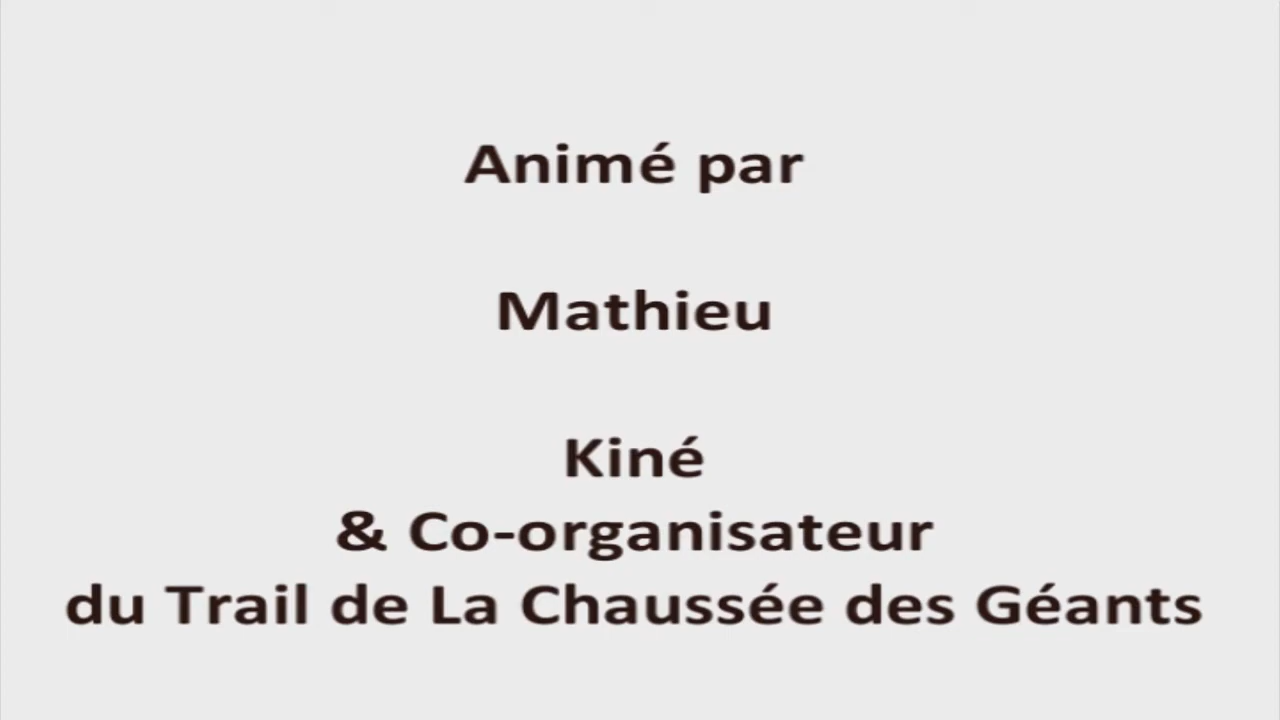 Animé par
Mathieu
Kiné
& Co-organisateur
du Trail de La Chaussée des Géants